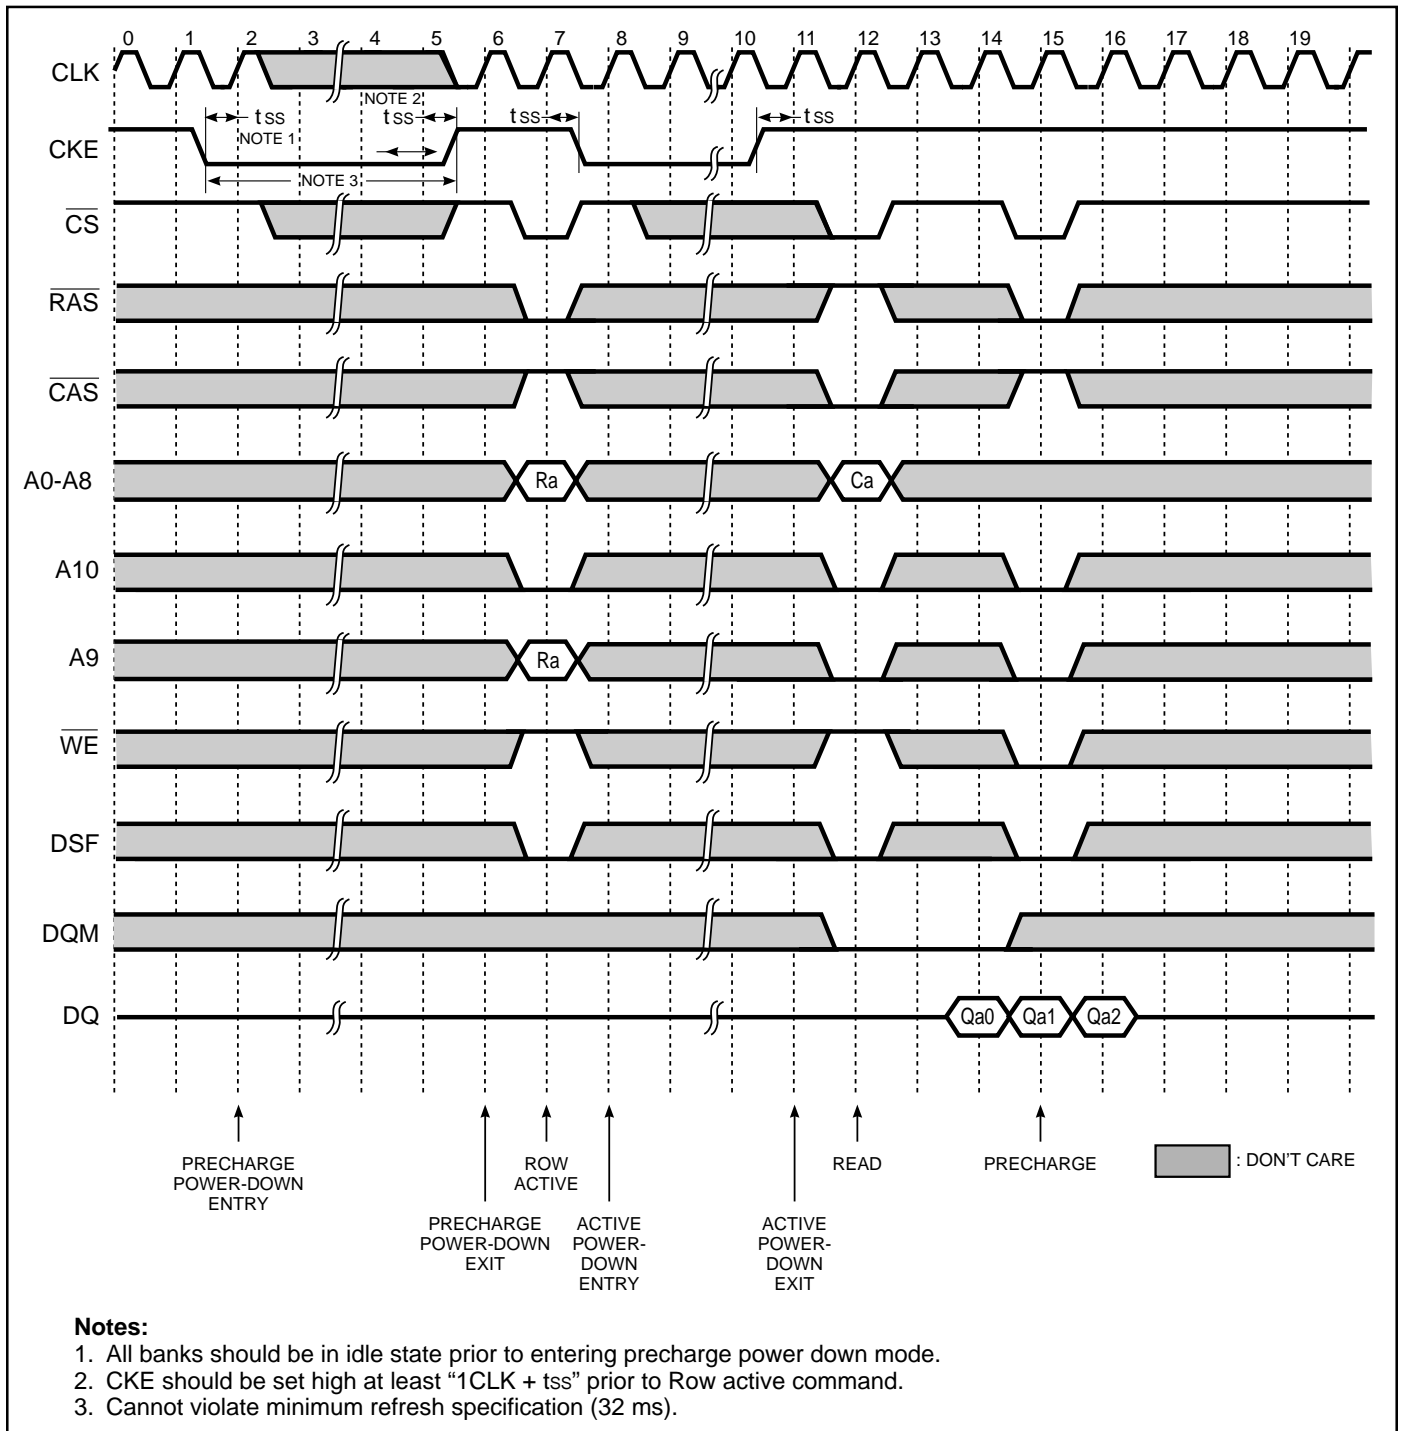 0 1 2 3 4 5 6 7 8 9 10 11 12 13 14 15 16 17 18 19
CLK
NOTE 2
tss tss tss tss
NOTE 1
CKE
NOTE 3
CS
RAS
CAS
A0-A8 Ra Ca
A10
A9 Ra
WE
DSF
DQM
DQ Qa0 Qa1 Qa2
PRECHARGE
POWER-DOWN
ENTRY
ROW
ACTIVE
READ
PRECHARGE
: DON'T CARE
PRECHARGE
POWER-DOWN
EXIT
ACTIVE
POWER-
DOWN
ENTRY
ACTIVE
POWER-
DOWN
EXIT
Notes:
1. All banks should be in idle state prior to entering precharge power down mode.
2. CKE should be set high at least “1CLK + tss” prior to Row active command.
3. Cannot violate minimum refresh specification (32 ms).